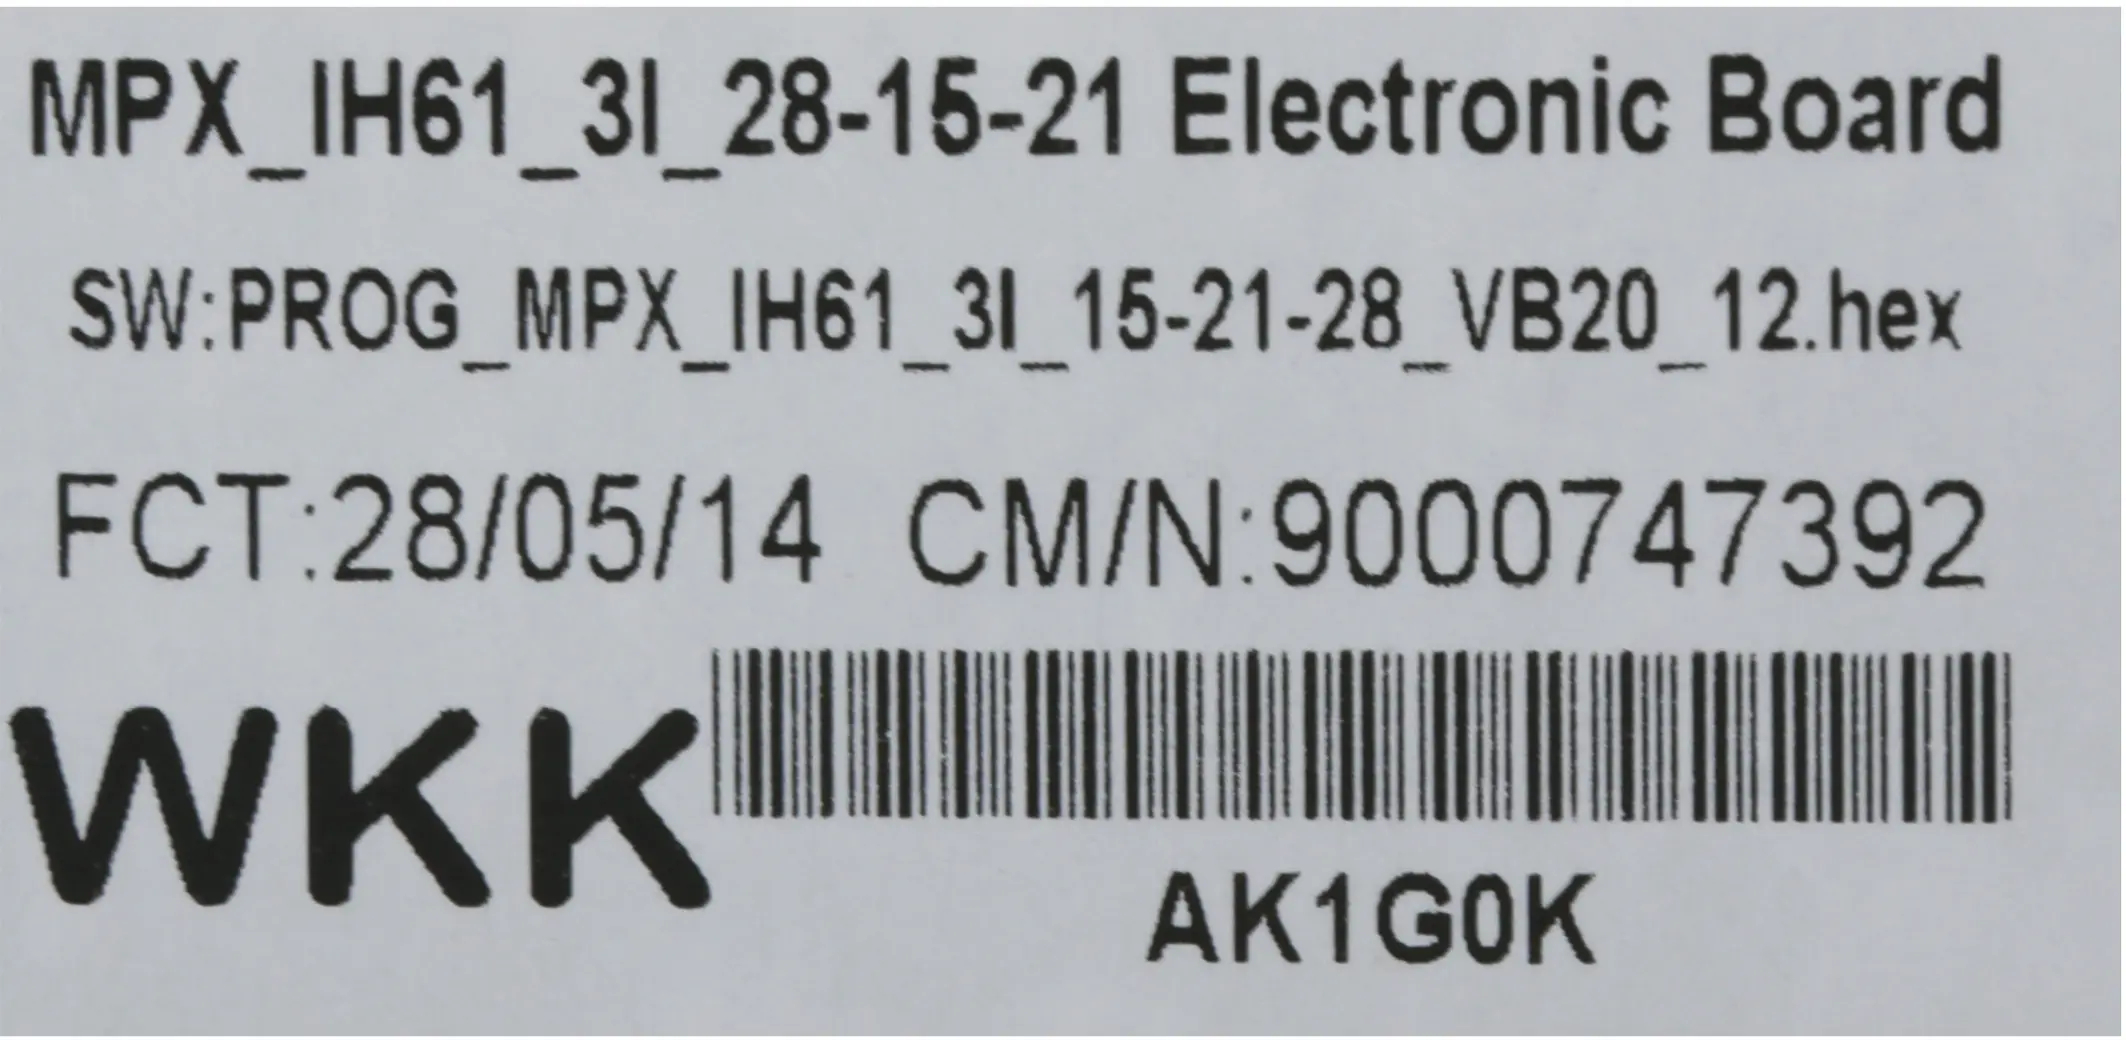 MPX_IH61_3I_28-15-21 Electronic Board
SW:PROG_MPX_IH61_3I_15-21-28_VB20_12.hex
FCT:28/05/14 CM/N:9000747392
WKK
AK1G0K